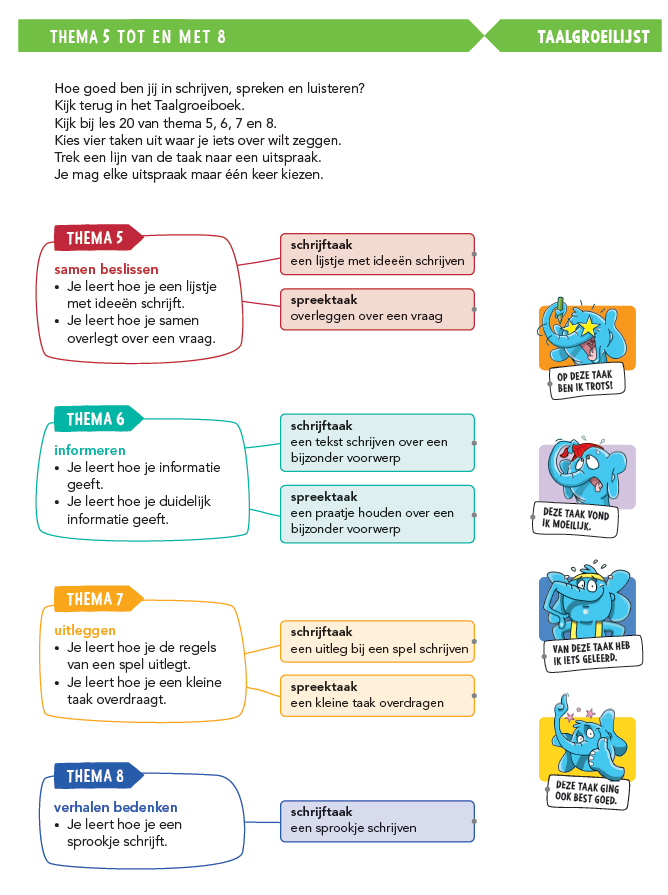 THEMA 5 TOT EN MET 8
TAALGROEILIJST
Hoe goed ben jij in schrijven, spreken en luisteren?
Kijk terug in het Taalgroeiboek.
Kijk bij les 20 van thema 5, 6, 7 en 8.
Kies vier taken uit waar je iets over wilt zeggen.
Trek een lijn van de taak naar een uitspraak.
Je mag elke uitspraak maar één keer kiezen.
THEMA 5
samen beslissen
• Je leert hoe je een lijstje
met ideeën schrijft.
• Je leert hoe je samen
overlegt over een vraag.
schrijftaak
een lijstje met ideeën schrijven
spreektaak
overleggen over een vraag
THEMA 6
informeren
• Je leert hoe je informatie
geeft.
• Je leert hoe je duidelijk
informatie geeft.
schrijftaak
een tekst schrijven over een
bijzonder voorwerp
spreektaak
een praatje houden over een
bijzonder voorwerp
THEMA 7
uitleggen
• Je leert hoe je de regels
van een spel uitlegt.
• Je leert hoe je een kleine
taak overdraagt.
schrijftaak
een uitleg bij een spel schrijven
spreektaak
een kleine taak overdragen
THEMA 8
verhalen bedenken
• Je leert hoe je een
sprookje schrijft.
schrijftaak
een sprookje schrijven
OP DEZE TAAK
BEN IK TROTS!
DEZE TAAK VOND
IK MOEILIJK.
VAN DEZE TAAK HEB
IK IETS GELEERD.
DEZE TAAK GING
OOK BEST GOED.